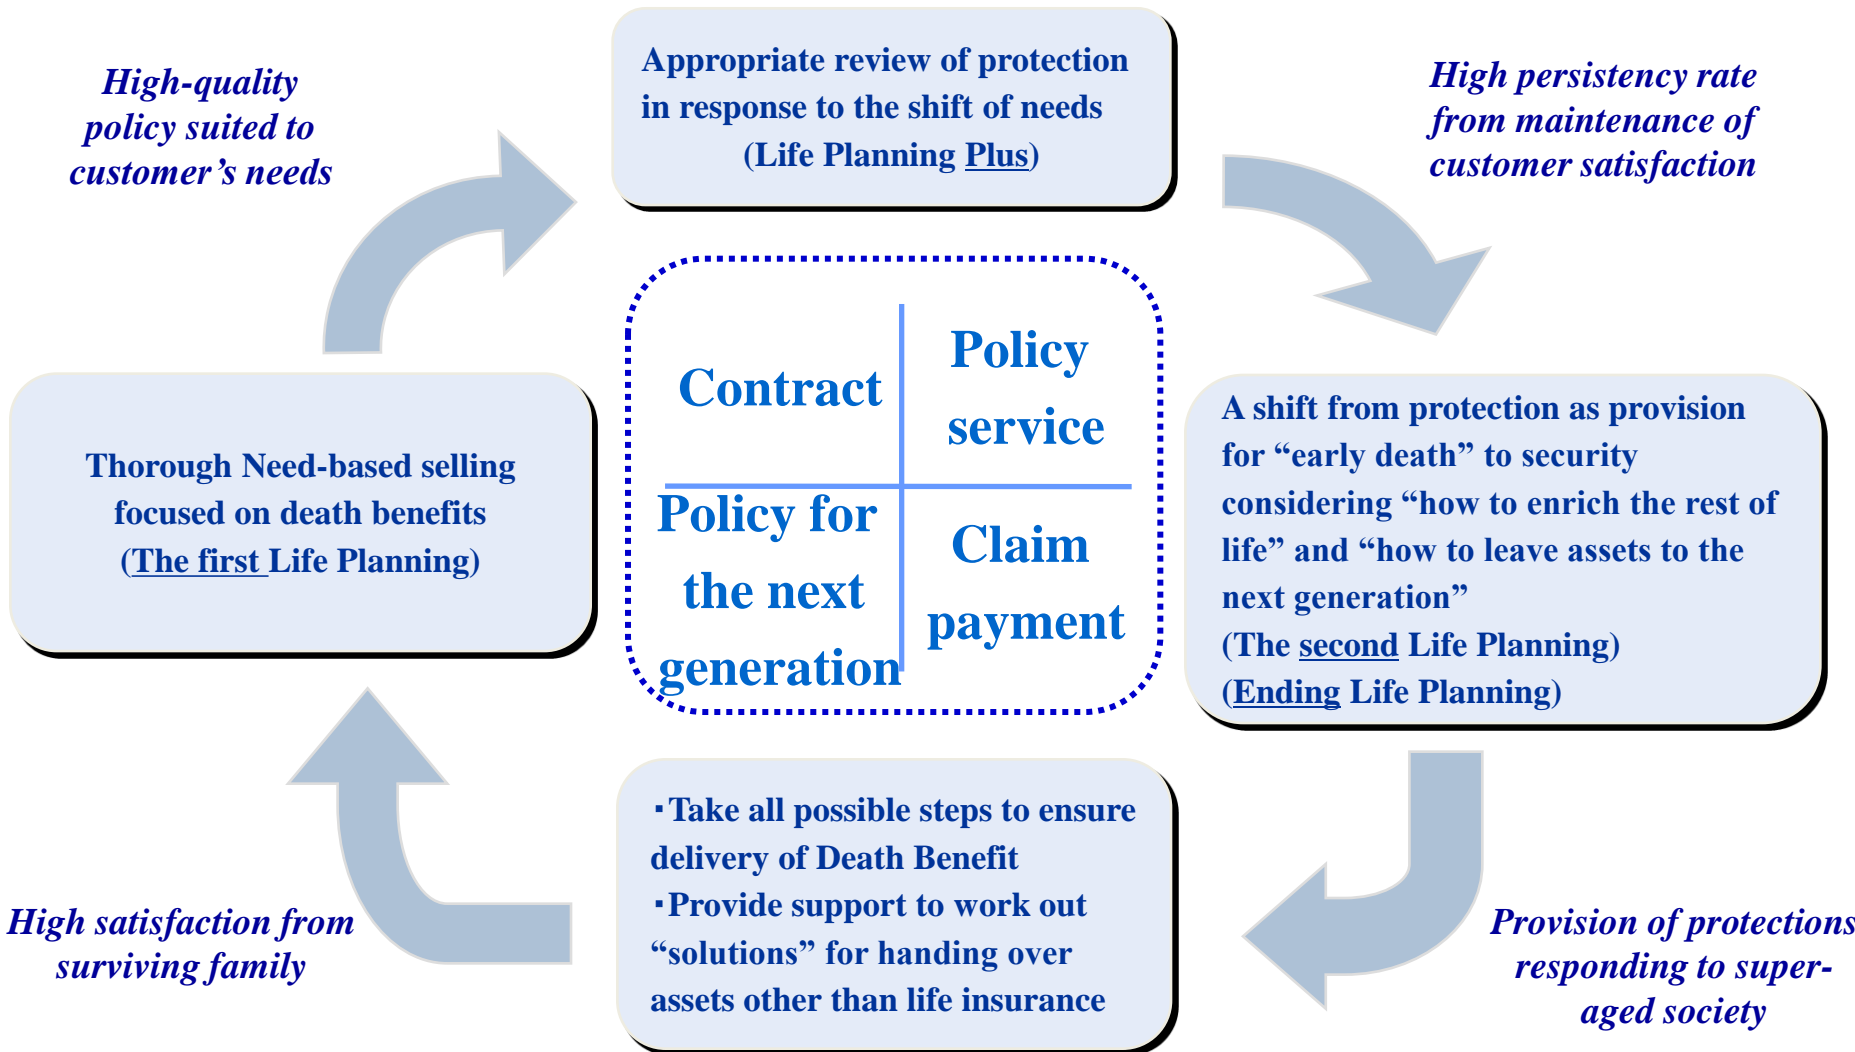 High-quality
policy suited to
customer’s needs
Appropriate review of protection
in response to the shift of needs
(Life Planning Plus)
High persistency rate
from maintenance of
customer satisfaction
Thorough Need-based selling
focused on death benefits
(The first Life Planning)
Contract
Policy
service
Policy for
the next
generation
Claim
payment
A shift from protection as provision
for “early death” to security
considering “how to enrich the rest of
life” and “how to leave assets to the
next generation”
(The second Life Planning)
(Ending Life Planning)
・Take all possible steps to ensure
delivery of Death Benefit
・Provide support to work out
“solutions” for handing over
assets other than life insurance
High satisfaction from
surviving family
Provision of protections
responding to super-
aged society